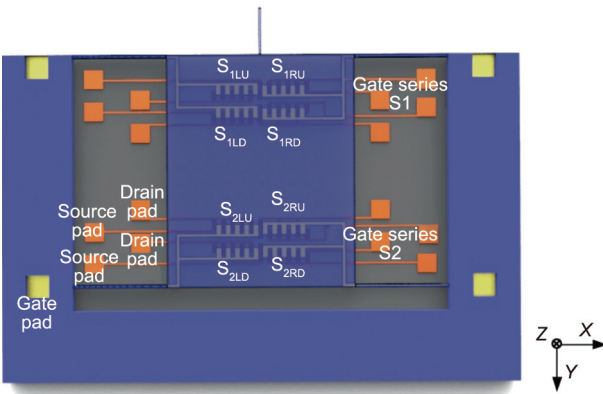 S1LU
S1RU
Gate series
S1
S1LD
S1RD
Drain
pad
Source
pad
S2LU
S2RU
Drain
pad
Gate series
S2
Source
pad
S2LD
S2RD
Gate
pad
Z
X
Y